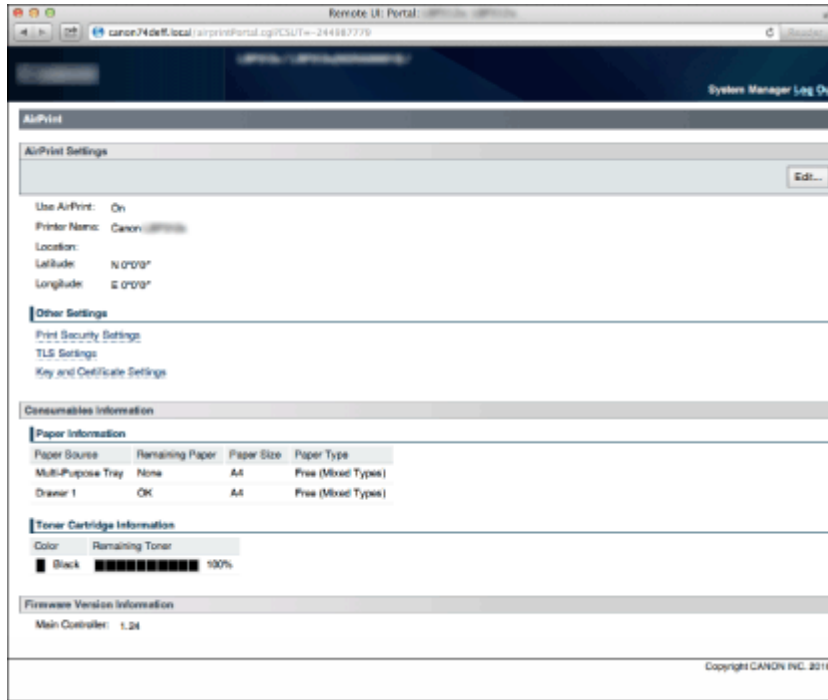 Remote UI: Portal:
canon74deff.local/airprintPortal.cgi?CSUT=-244987779
Reader
System Manager Log Ou
AirPrint
AirPrint Settings
Edit...
Use AirPrint: On
Printer Name: Canon
Location:
Latitude: N 0°0'0"
Longitude: E 0°0'0"
Other Settings
Print Security Settings
TLS Settings
Key and Certificate Settings
Consumables Information
Paper Information
Paper Source Remaining Paper Paper Size Paper Type
Multi-Purpose Tray None A4 Free (Mixed Types)
Drawer 1 OK A4 Free (Mixed Types)
Toner Cartridge Information
Color Remaining Toner
Black 100%
Firmware Version Information
Main Controller: 1.24
Copyright CANON INC. 201